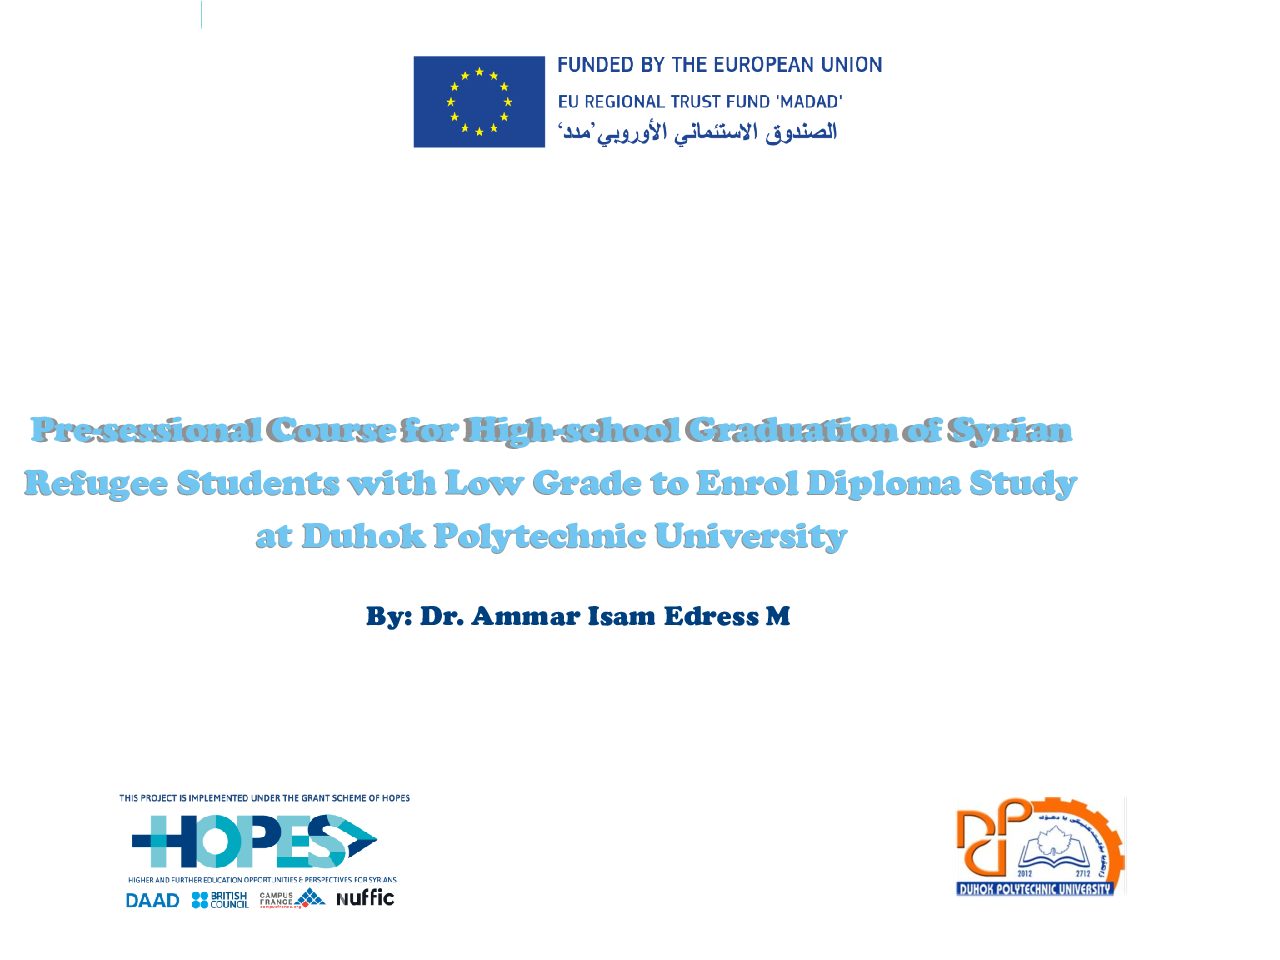 FUNDED BY THE EUROPEAN UNION
EU REGIONAL TRUST FUND 'MADAD'
الصندوق الاستئماني الأوروبي’مدد‘
Pre-sessional Course for High-school Graduation of Syrian
Refugee Students with Low Grade to Enrol Diploma Study
at Duhok Polytechnic University
By: Dr. Ammar Isam Edress M
THIS PROJECT IS IMPLEMENTED UNDER THE GRANT SCHEME OF HOPES
HOPES
HIGHER AND FURTHER EDUCATION OPPORTUNITIES & PERSPECTIVES FOR SYRIANS
DAAD
BRITISH
COUNCIL
CAMPUS
FRANCE
nuffic
DPU
2012
2712
DUHOK POLYTECHNIC UNIVERSITY